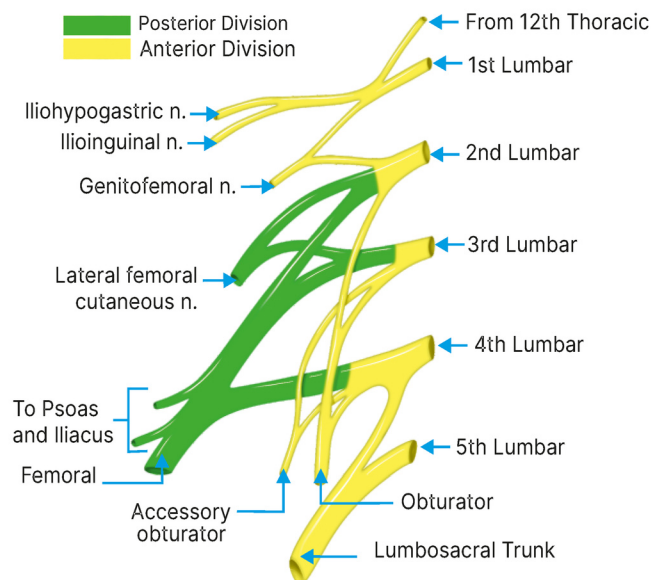 Posterior Division
Anterior Division
From 12th Thoracic
1st Lumbar
Iliohypogastric n.
Ilioinguinal n.
2nd Lumbar
Genitofemoral n.
3rd Lumbar
Lateral femoral
cutaneous n.
4th Lumbar
To Psoas
and Iliacus
5th Lumbar
Femoral
Accessory
obturator
Obturator
Lumbosacral Trunk